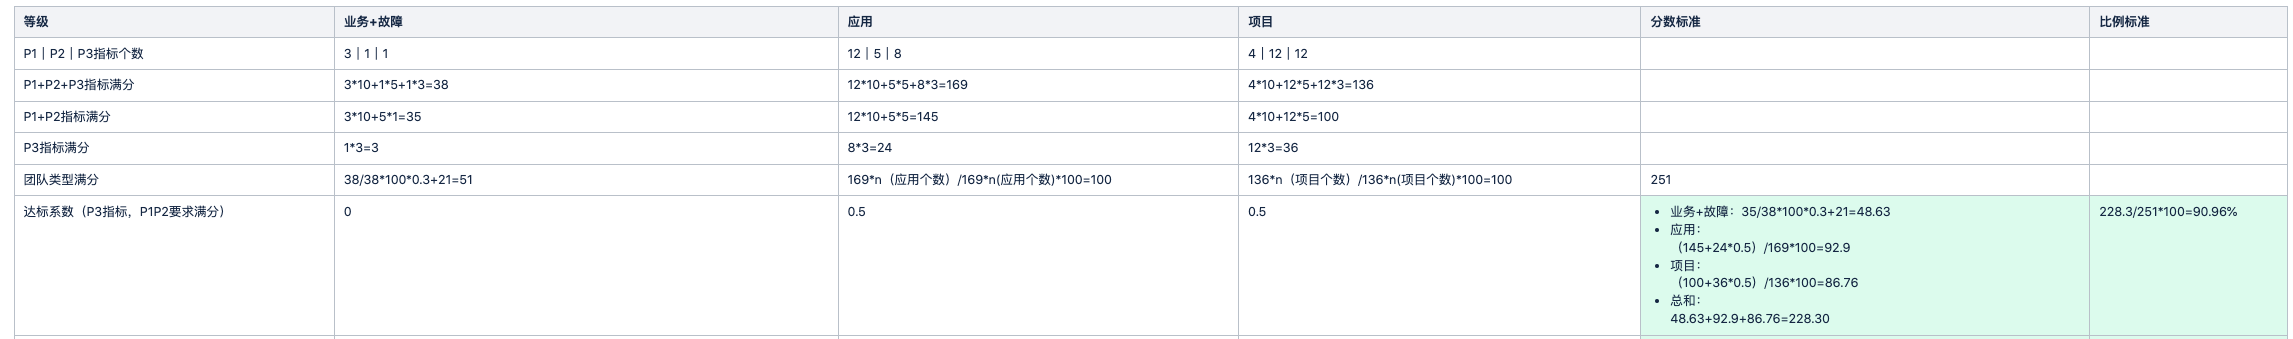 等级 业务+故障 应用 项目 分数标准 比例标准
P1｜P2｜P3指标个数 3｜1｜1 12｜5｜8 4｜12｜12
P1+P2+P3指标满分 3*10+1*5+1*3=38 12*10+5*5+8*3=169 4*10+12*5+12*3=136
P1+P2指标满分 3*10+5*1=35 12*10+5*5=145 4*10+12*5=100
P3指标满分 1*3=3 8*3=24 12*3=36
团队类型满分 38/38*100*0.3+21=51 169*n（应用个数）/169*n(应用个数)*100=100 136*n（项目个数）/136*n(项目个数)*100=100 251
达标系数（P3指标，P1P2要求满分） 0 0.5 0.5 • 业务+故障：35/38*100*0.3+21=48.63 228.3/251*100=90.96%
• 应用：
（145+24*0.5）/169*100=92.9
• 项目：
（100+36*0.5）/136*100=86.76
• 总和：
48.63+92.9+86.76=228.30